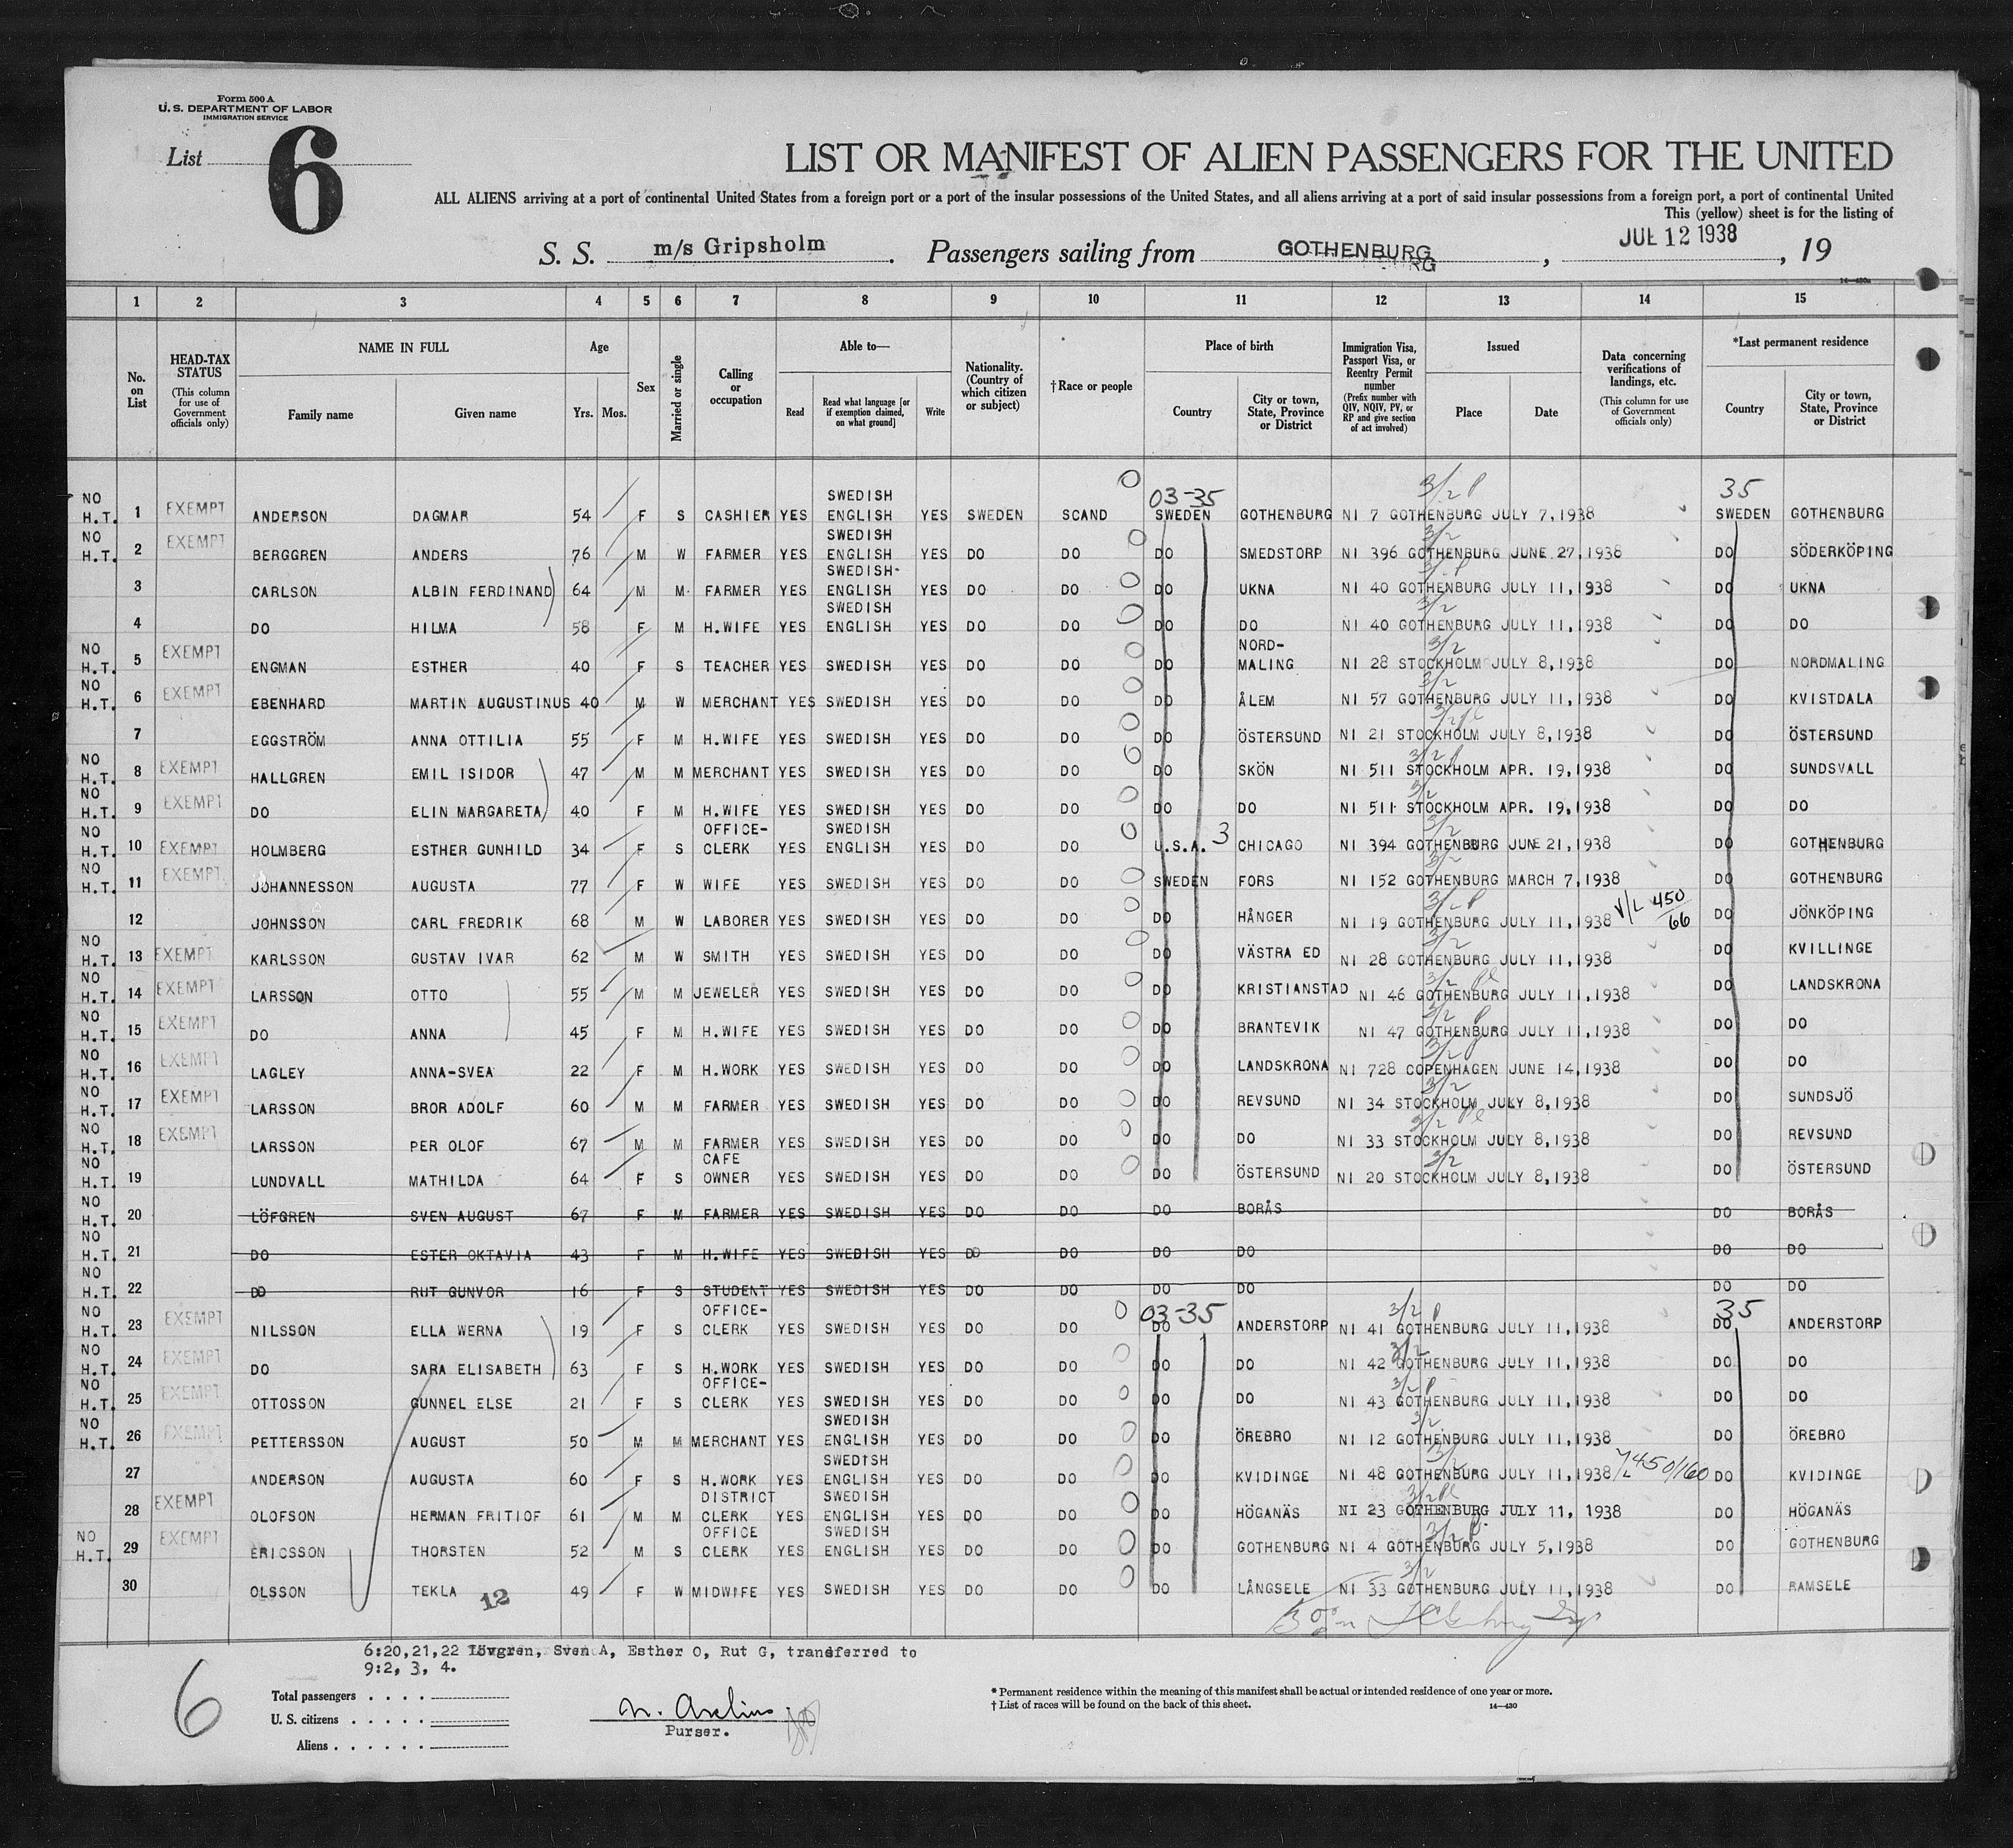 Form 500 A
U. S. DEPARTMENT OF LABOR
IMMIGRATION SERVICE
List 6
LIST OR MANIFEST OF ALIEN PASSENGERS FOR THE UNITED
ALL ALIENS arriving at a port of continental United States from a foreign port or a port of the insular possessions of the United States, and all aliens arriving at a port of said insular possessions from a foreign port, a port of continental United
This (yellow) sheet is for the listing of
S. S. m/s Gripsholm. Passengers sailing from GOTHENBURG, JUL 12 1938, 19
14—430a
1 2 3 4 5 6 7 8 9 10 11 12 13 14 15
No. on List
HEAD-TAX STATUS (This column for use of Government officials only)
NAME IN FULL Family name Given name
Age Yrs. Mos.
Sex
Married or single
Calling or occupation
Able to— Read Read what language [or if exemption claimed, on what ground] Write
Nationality. (Country of which citizen or subject)
†Race or people
Place of birth Country City or town, State, Province or District
Immigration Visa, Passport Visa, or Reentry Permit number (Prefix number with QIV, NQIV, PV, or RP and give section of act involved)
Issued Place Date
Data concerning verifications of landings, etc. (This column for use of Government officials only)
*Last permanent residence Country City or town, State, Province or District
03-35 3/2 P 35
NO H.T. 1 EXEMPT ANDERSON DAGMAR 54 F S CASHIER YES SWEDISH ENGLISH YES SWEDEN SCAND SWEDEN GOTHENBURG NI 7 GOTHENBURG JULY 7,1938 SWEDEN GOTHENBURG
NO H.T. 2 EXEMPT BERGGREN ANDERS 76 M W FARMER YES SWEDISH ENGLISH YES DO DO DO SMEDSTORP NI 396 GOTHENBURG JUNE 27,1938 DO SÖDERKÖPING
3 CARLSON ALBIN FERDINAND 64 M M FARMER YES SWEDISH- ENGLISH YES DO DO DO UKNA NI 40 GOTHENBURG JULY 11,1938 DO UKNA
4 DO HILMA 58 F M H.WIFE YES SWEDISH ENGLISH YES DO DO DO DO NI 40 GOTHENBURG JULY 11,1938 DO DO
NO H.T. 5 EXEMPT ENGMAN ESTHER 40 F S TEACHER YES SWEDISH YES DO DO DO NORD-MALING NI 28 STOCKHOLM JULY 8,1938 DO NORDMALING
NO H.T. 6 EXEMPT EBENHARD MARTIN AUGUSTINUS 40 M W MERCHANT YES SWEDISH YES DO DO DO ÅLEM NI 57 GOTHENBURG JULY 11,1938 DO KVISTDALA
7 EGGSTRÖM ANNA OTTILIA 55 F M H.WIFE YES SWEDISH YES DO DO DO ÖSTERSUND NI 21 STOCKHOLM JULY 8,1938 DO ÖSTERSUND
NO H.T. 8 EXEMPT HALLGREN EMIL ISIDOR 47 M M MERCHANT YES SWEDISH YES DO DO DO SKÖN NI 511 STOCKHOLM APR. 19,1938 DO SUNDSVALL
NO H.T. 9 EXEMPT DO ELIN MARGARETA 40 F M H.WIFE YES SWEDISH YES DO DO DO DO NI 511 STOCKHOLM APR. 19,1938 DO DO
NO H.T. 10 EXEMPT HOLMBERG ESTHER GUNHILD 34 F S OFFICE-CLERK YES SWEDISH ENGLISH YES DO DO U.S.A. 3 CHICAGO NI 394 GOTHENBURG JUNE 21,1938 DO GOTHENBURG
NO H.T. 11 EXEMPT JOHANNESSON AUGUSTA 77 F W WIFE YES SWEDISH YES DO DO SWEDEN FORS NI 152 GOTHENBURG MARCH 7,1938 DO GOTHENBURG
12 JOHNSSON CARL FREDRIK 68 M W LABORER YES SWEDISH YES DO DO DO HÅNGER NI 19 GOTHENBURG JULY 11,1938 V/L 450/66 DO JÖNKÖPING
NO H.T. 13 EXEMPT KARLSSON GUSTAV IVAR 62 M W SMITH YES SWEDISH YES DO DO DO VÄSTRA ED NI 28 GOTHENBURG JULY 11,1938 DO KVILLINGE
NO H.T. 14 EXEMPT LARSSON OTTO 55 M M JEWELER YES SWEDISH YES DO DO DO KRISTIANSTAD NI 46 GOTHENBURG JULY 11,1938 DO LANDSKRONA
NO H.T. 15 EXEMPT DO ANNA 45 F M H.WIFE YES SWEDISH YES DO DO DO BRANTEVIK NI 47 GOTHENBURG JULY 11,1938 DO DO
NO H.T. 16 EXEMPT LAGLEY ANNA-SVEA 22 F M H.WORK YES SWEDISH YES DO DO DO LANDSKRONA NI 728 COPENHAGEN JUNE 14,1938 DO DO
NO H.T. 17 EXEMPT LARSSON BROR ADOLF 60 M M FARMER YES SWEDISH YES DO DO DO REVSUND NI 34 STOCKHOLM JULY 8,1938 DO SUNDSJÖ
NO H.T. 18 EXEMPT LARSSON PER OLOF 67 M M FARMER YES SWEDISH YES DO DO DO DO NI 33 STOCKHOLM JULY 8,1938 DO REVSUND
NO H.T. 19 LUNDVALL MATHILDA 64 F S CAFE OWNER YES SWEDISH YES DO DO DO ÖSTERSUND NI 20 STOCKHOLM JULY 8,1938 DO ÖSTERSUND
NO H.T. 20 LÖFGREN SVEN AUGUST 67 F M FARMER YES SWEDISH YES DO DO DO BORÅS DO BORÅS
NO H.T. 21 DO ESTER OKTAVIA 43 F M H.WIFE YES SWEDISH YES DO DO DO DO DO DO
NO H.T. 22 DO RUT GUNVOR 16 F S STUDENT YES SWEDISH YES DO DO DO DO DO DO
03-35 3/2 P 35
NO H.T. 23 EXEMPT NILSSON ELLA WERNA 19 F S OFFICE-CLERK YES SWEDISH YES DO DO DO ANDERSTORP NI 41 GOTHENBURG JULY 11,1938 DO ANDERSTORP
NO H.T. 24 EXEMPT DO SARA ELISABETH 63 F S H.WORK YES SWEDISH YES DO DO DO DO NI 42 GOTHENBURG JULY 11,1938 DO DO
NO H.T. 25 EXEMPT OTTOSSON GUNNEL ELSE 21 F S OFFICE-CLERK YES SWEDISH YES DO DO DO DO NI 43 GOTHENBURG JULY 11,1938 DO DO
NO H.T. 26 EXEMPT PETTERSSON AUGUST 50 M M MERCHANT YES SWEDISH ENGLISH YES DO DO DO ÖREBRO NI 12 GOTHENBURG JULY 11,1938 DO ÖREBRO
27 ANDERSON AUGUSTA 60 F S H.WORK YES SWEDISH ENGLISH YES DO DO DO KVIDINGE NI 48 GOTHENBURG JULY 11,1938 V/L 450/160 DO KVIDINGE
28 EXEMPT OLOFSON HERMAN FRITIOF 61 M M DISTRICT CLERK YES SWEDISH ENGLISH YES DO DO DO HÖGANÄS NI 23 GOTHENBURG JULY 11, 1938 DO HÖGANÄS
NO H.T. 29 EXEMPT ERICSSON THORSTEN 52 M S OFFICE CLERK YES SWEDISH ENGLISH YES DO DO DO GOTHENBURG NI 4 GOTHENBURG JULY 5,1938 DO GOTHENBURG
30 OLSSON TEKLA 12 49 F W MIDWIFE YES SWEDISH YES DO DO DO LÅNGSELE NI 33 GOTHENBURG JULY 11,1938 DO RAMSELE
6:20,21,22 Lövgren, Sven A, Esther O, Rut G, transferred to
9:2, 3, 4.
6
Total passengers . . . .
U. S. citizens . . . . .
Aliens . . . . . .
Purser.
* Permanent residence within the meaning of this manifest shall be actual or intended residence of one year or more.
† List of races will be found on the back of this sheet.
14—430